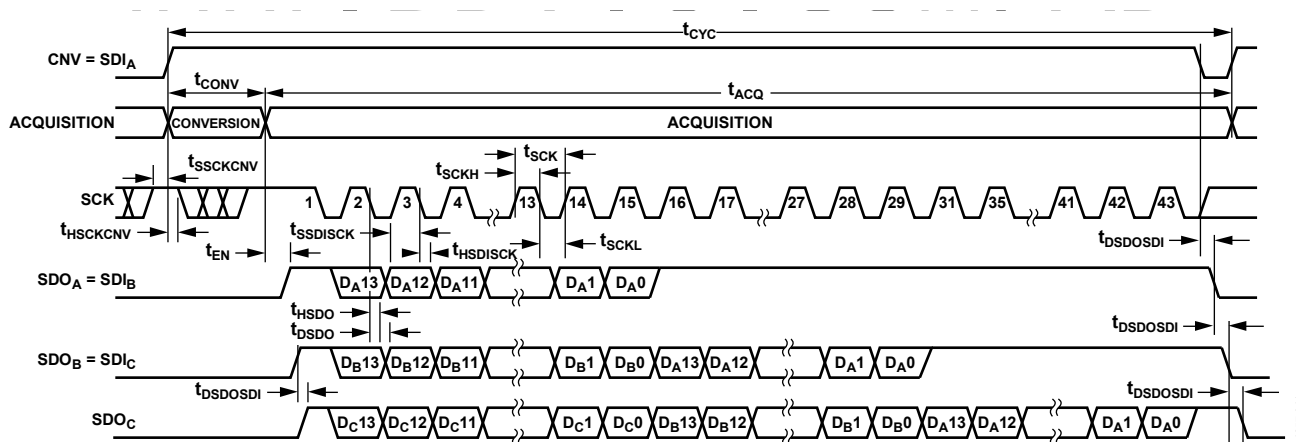 tCYC
CNV = SDIA
tCONV
tACQ
ACQUISITION
CONVERSION
ACQUISITION
tSSCKCNV
tSCK
tSCKH
SCK
1 2 3 4 13 14 15 16 17 27 28 29 31 35 41 42 43
tHSCKCNV
tSSDISCK
tEN
tHSDISCK
tSCKL
tDSDOSDI
SDOA = SDIB
DA13 DA12 DA11 DA1 DA0
tHSDO
tDSDO
tDSDOSDI
SDOB = SDIC
DB13 DB12 DB11 DB1 DB0 DA13 DA12 DA1 DA0
tDSDOSDI
tDSDOSDI
SDOC
DC13 DC12 DC11 DC1 DC0 DB13 DB12 DB1 DB0 DA13 DA12 DA1 DA0